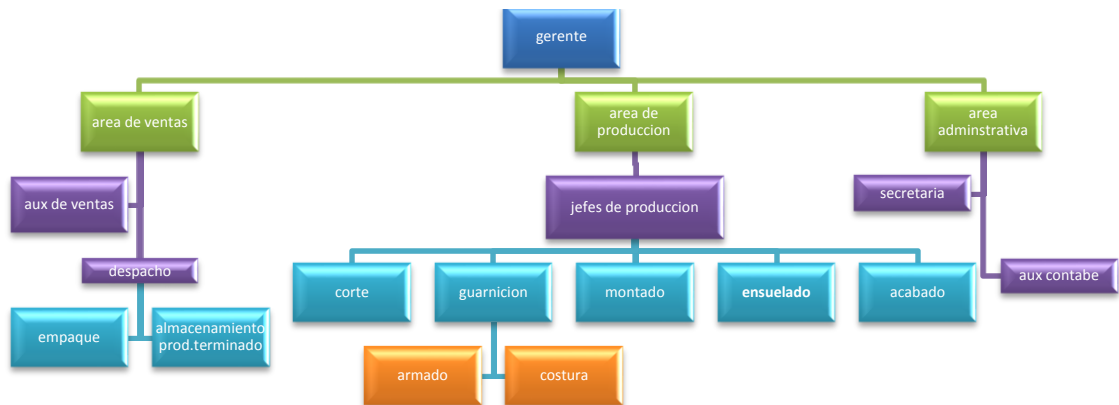 gerente
area de ventas
area de
produccion
area
adminstrativa
aux de ventas
jefes de produccion
secretaria
despacho
aux contabe
corte
guarnicion
montado
ensuelado
acabado
empaque
almacenamiento
prod.terminado
armado
costura